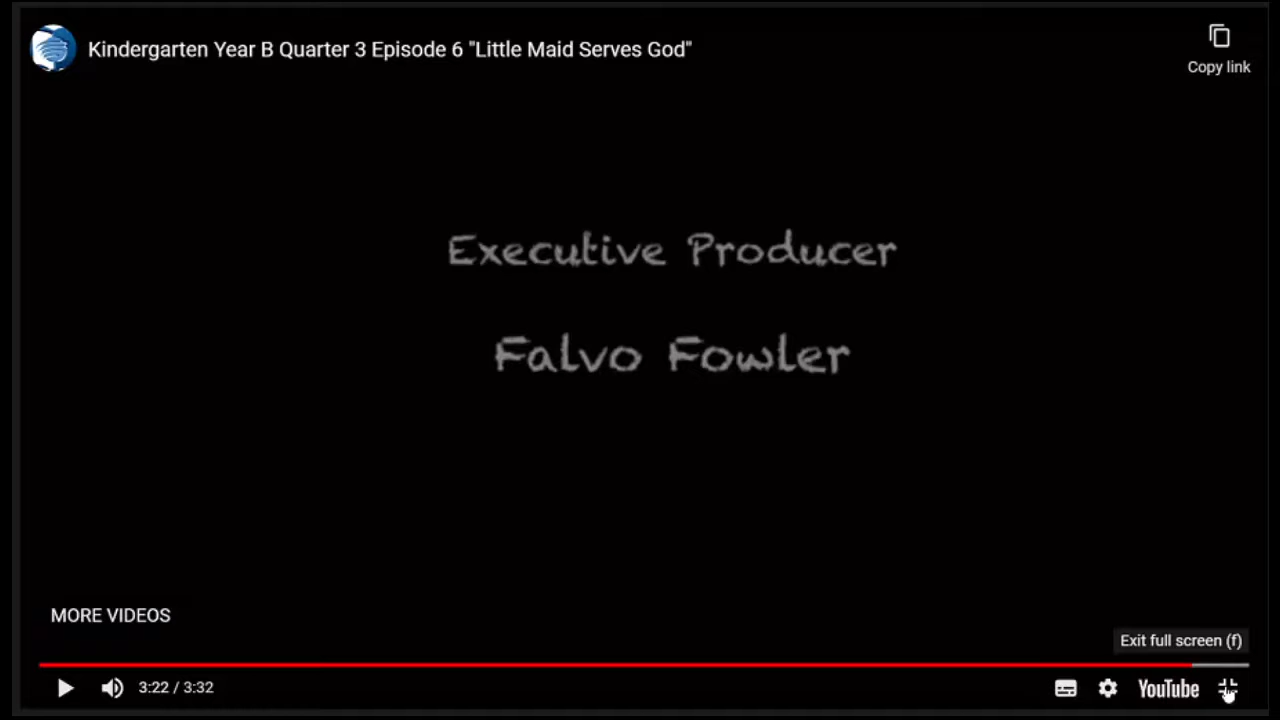 Kindergarten Year B Quarter 3 Episode 6 "Little Maid Serves God"
Copy link
Executive Producer
Falvo Fowler
MORE VIDEOS
Exit full screen (f)
3:22 / 3:32
YouTube